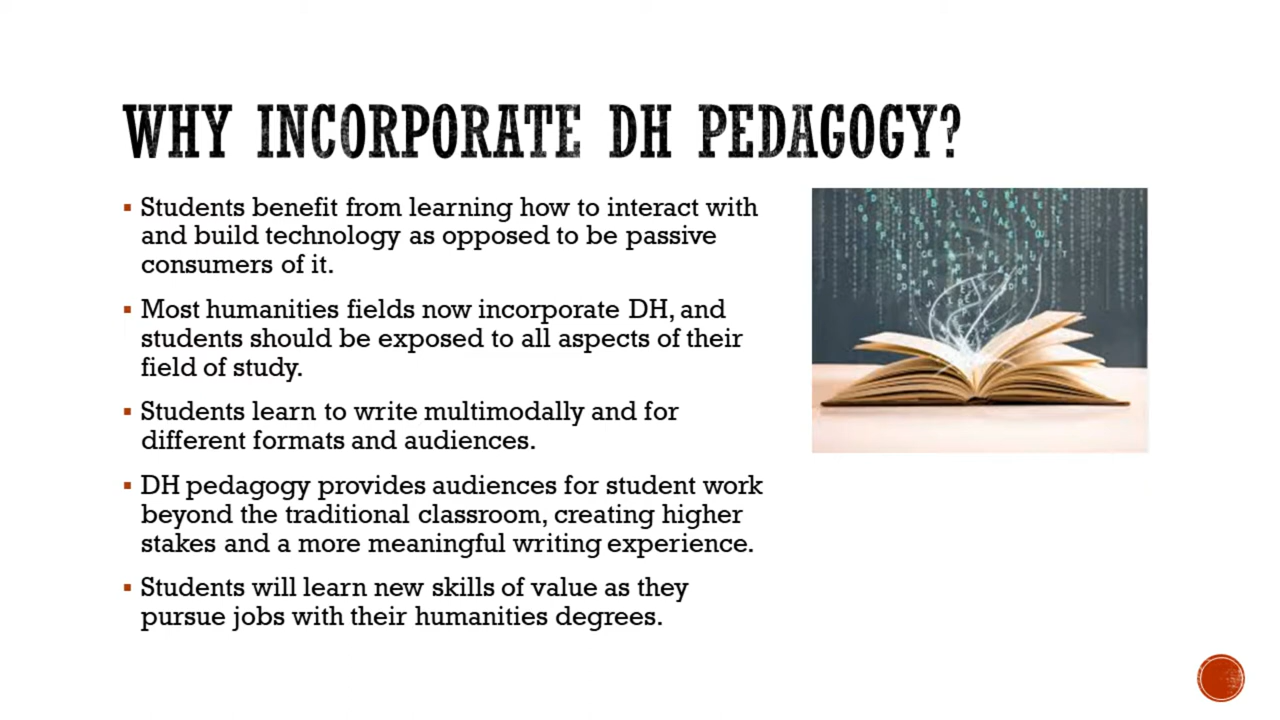 WHY INCORPORATE DH PEDAGOGY?
Students benefit from learning how to interact with
and build technology as opposed to be passive
consumers of it.
Most humanities fields now incorporate DH, and
students should be exposed to all aspects of their
field of study.
Students learn to write multimodally and for
different formats and audiences.
DH pedagogy provides audiences for student work
beyond the traditional classroom, creating higher
stakes and a more meaningful writing experience.
Students will learn new skills of value as they
pursue jobs with their humanities degrees.